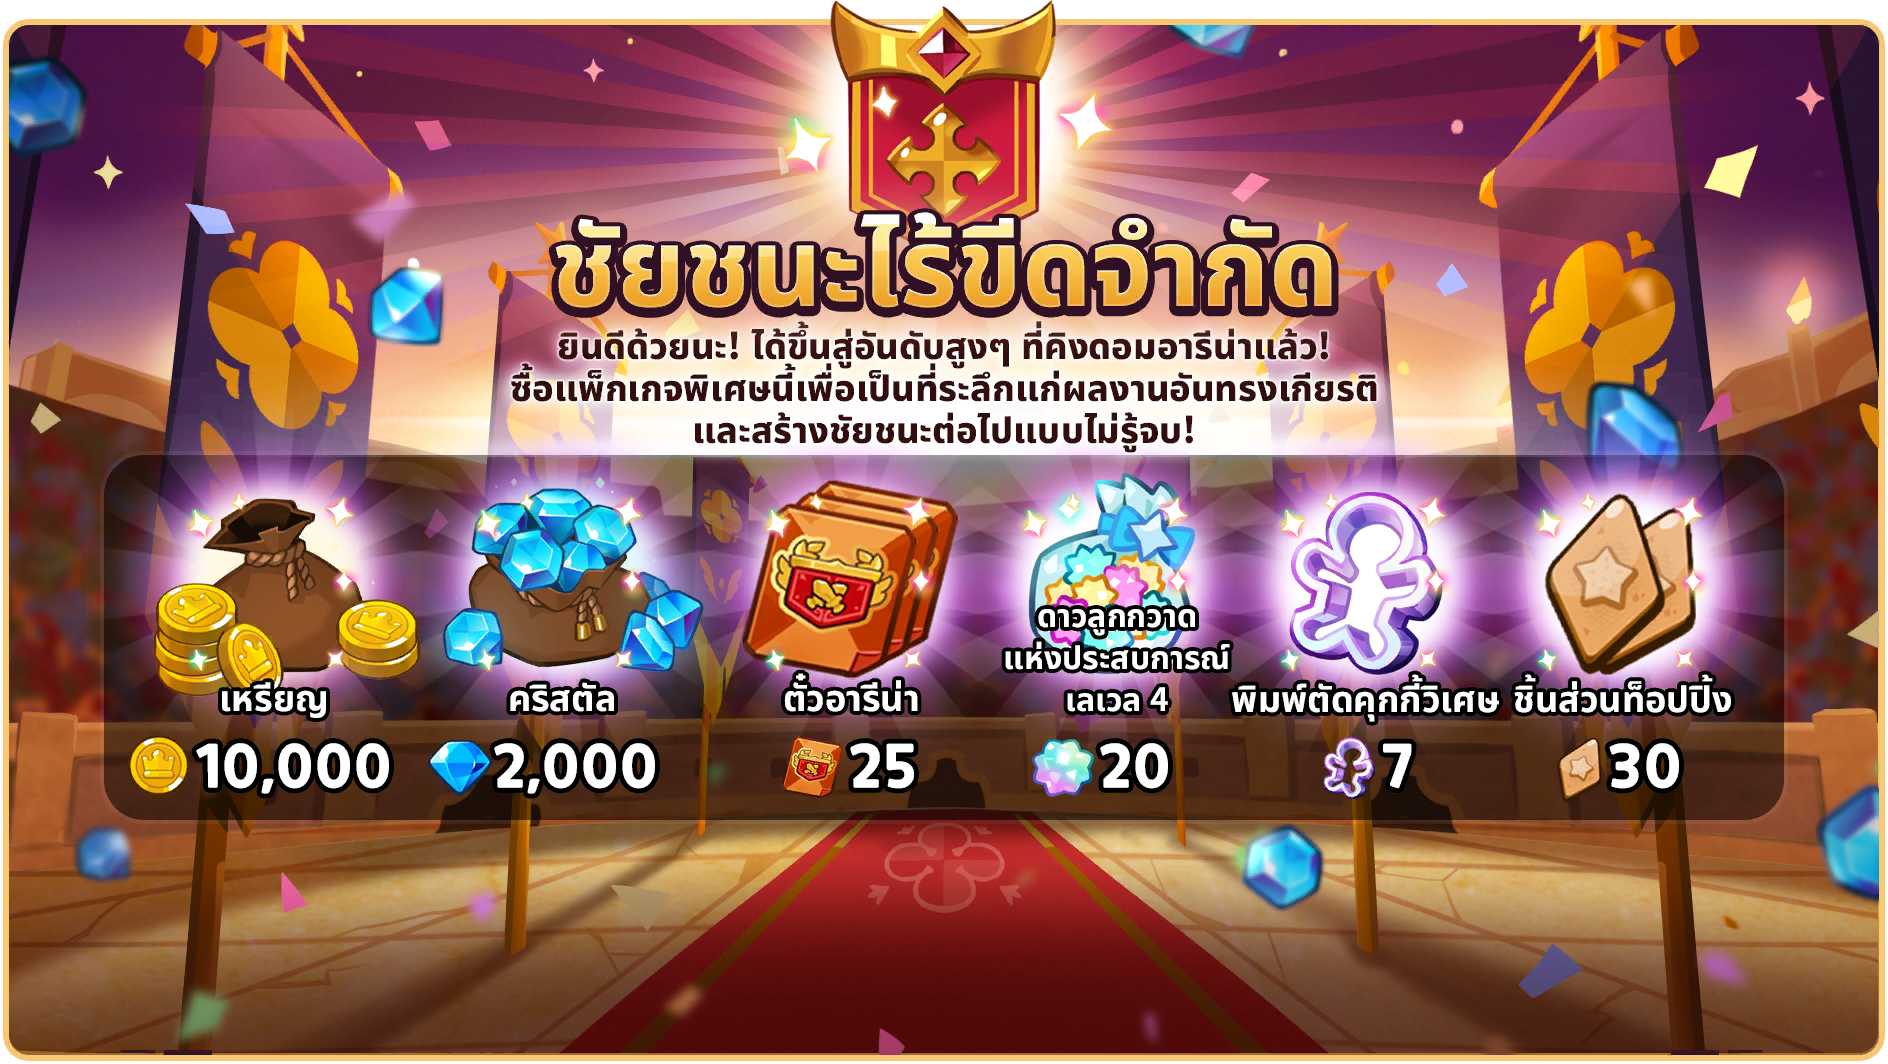 ชัยชนะไร้ขีดจำกัด
ยินดีด้วยนะ! ได้ขึ้นสู่อันดับสูงๆ ที่คิงดอมอารีน่าแล้ว!
ซื้อแพ็กเกจพิเศษนี้เพื่อเป็นที่ระลึกแก่ผลงานอันทรงเกียรติ
และสร้างชัยชนะต่อไปแบบไม่รู้จบ!
เหรียญ
10,000
คริสตัล
2,000
ตั๋วอารีน่า
25
ดาวลูกกวาด
แห่งประสบการณ์
เลเวล 4
20
พิมพ์ตัดคุกกี้วิเศษ
7
ชิ้นส่วนท็อปปิ้ง
30